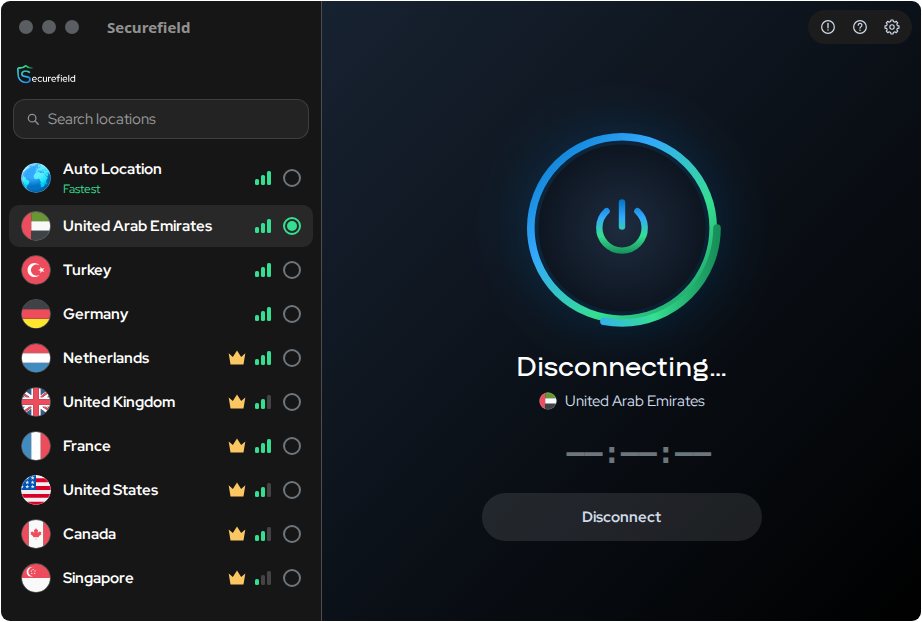 Securefield
Securefield
Search locations
Auto Location
Fastest
United Arab Emirates
Turkey
Germany
Netherlands
United Kingdom
France
United States
Canada
Singapore
Disconnecting...
United Arab Emirates
--:--:--
Disconnect